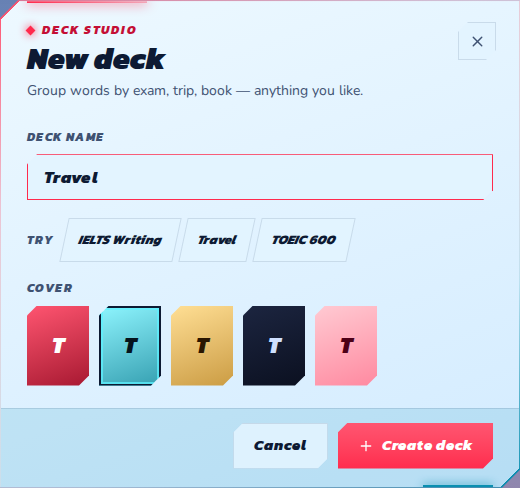 DECK STUDIO
New deck
Group words by exam, trip, book — anything you like.
DECK NAME
Travel
TRY IELTS Writing Travel TOEIC 600
COVER
T T T T T
Cancel + Create deck